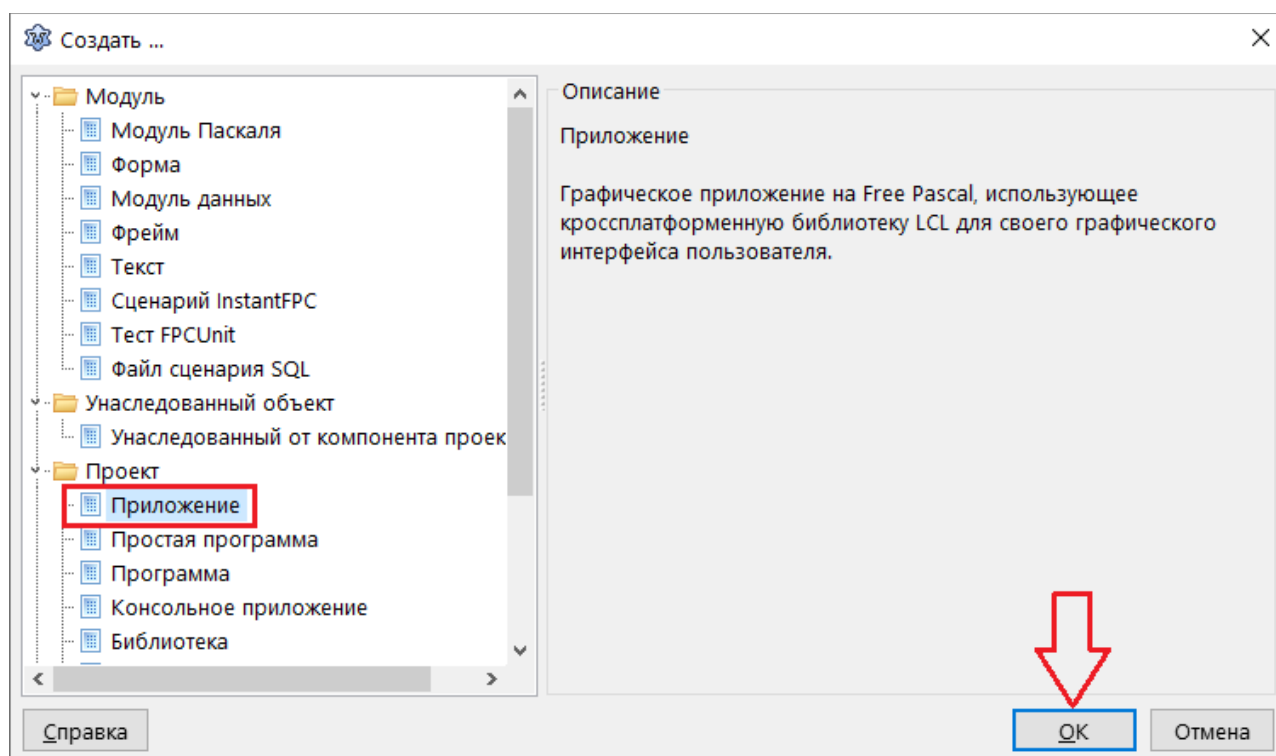 Создать ...
Модуль
Модуль Паскаля
Форма
Модуль данных
Фрейм
Текст
Сценарий InstantFPC
Тест FPCUnit
Файл сценария SQL
Унаследованный объект
Унаследованный от компонента проек
Проект
Приложение
Простая программа
Программа
Консольное приложение
Библиотека
Описание
Приложение
Графическое приложение на Free Pascal, использующее
кроссплатформенную библиотеку LCL для своего графического
интерфейса пользователя.
Справка
OK
Отмена